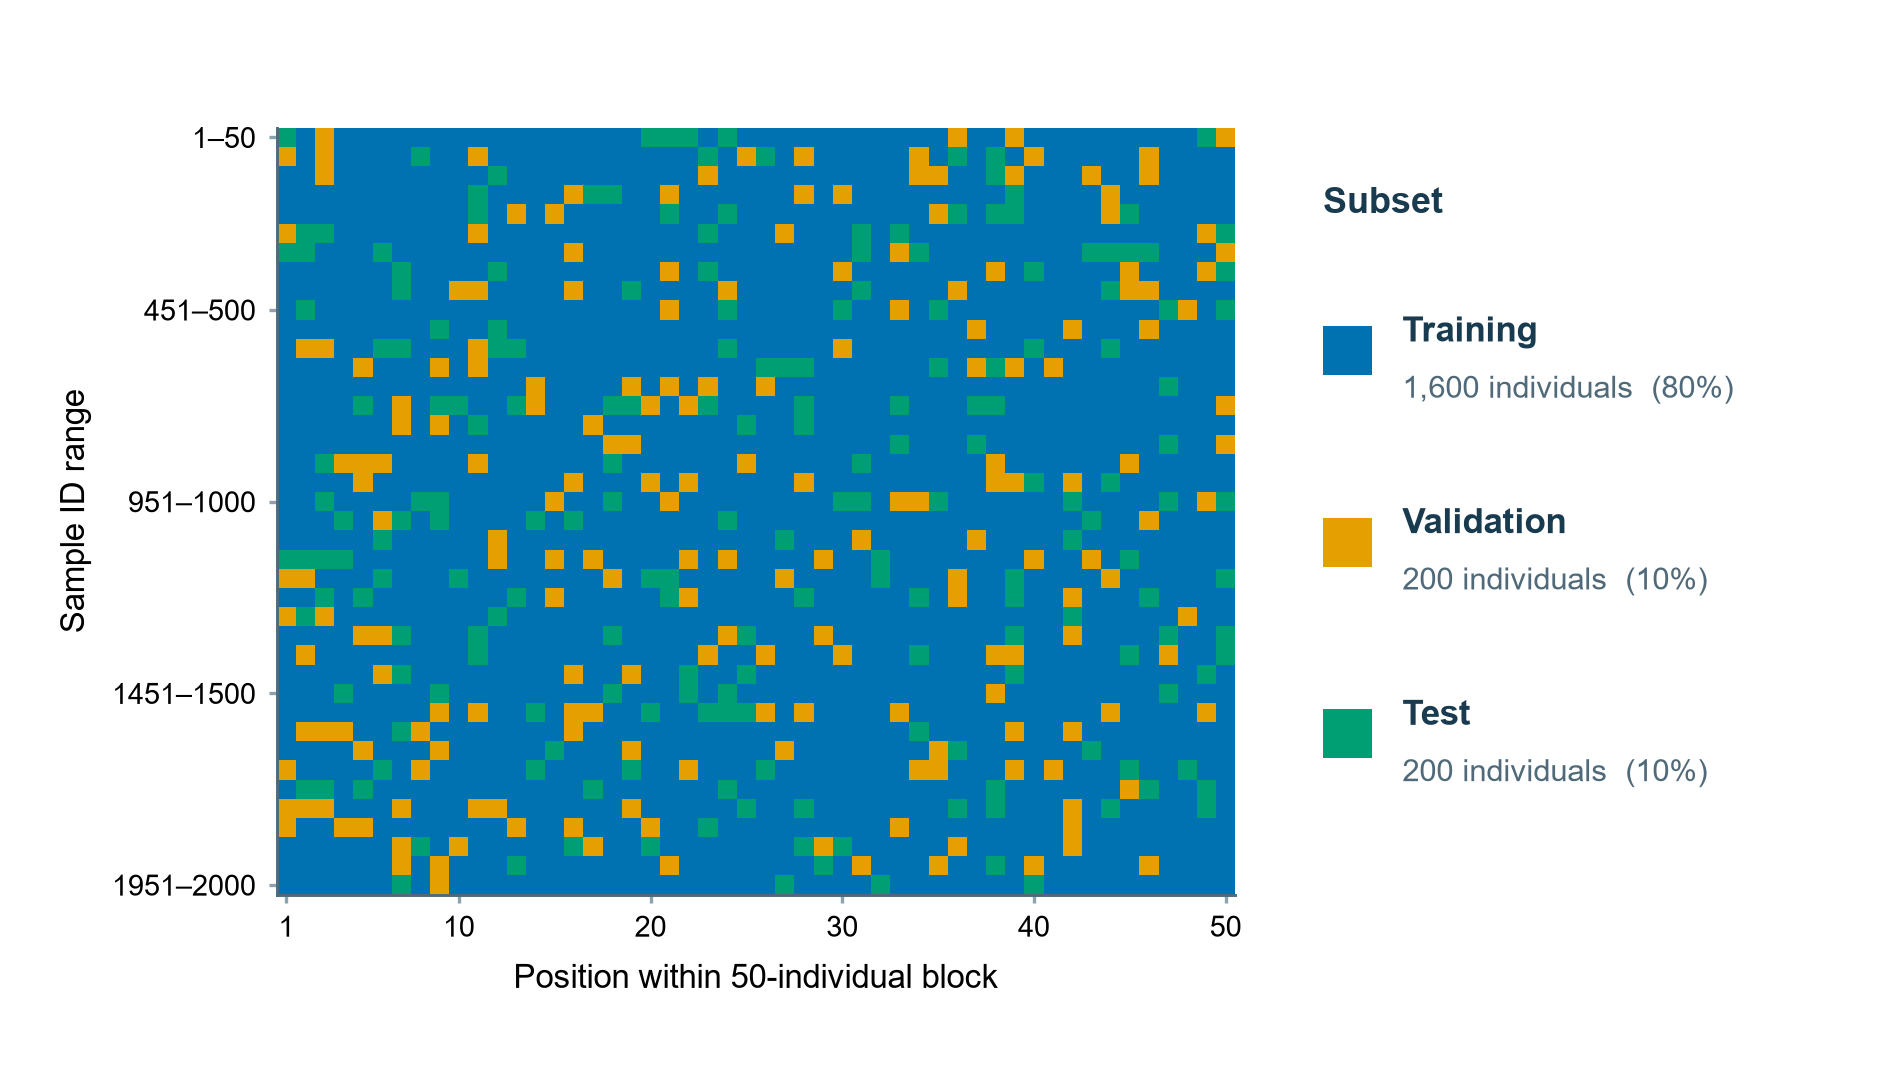 1–50
451–500
951–1000
1451–1500
1951–2000
Sample ID range
1 10 20 30 40 50
Position within 50-individual block
Subset
Training
1,600 individuals (80%)
Validation
200 individuals (10%)
Test
200 individuals (10%)